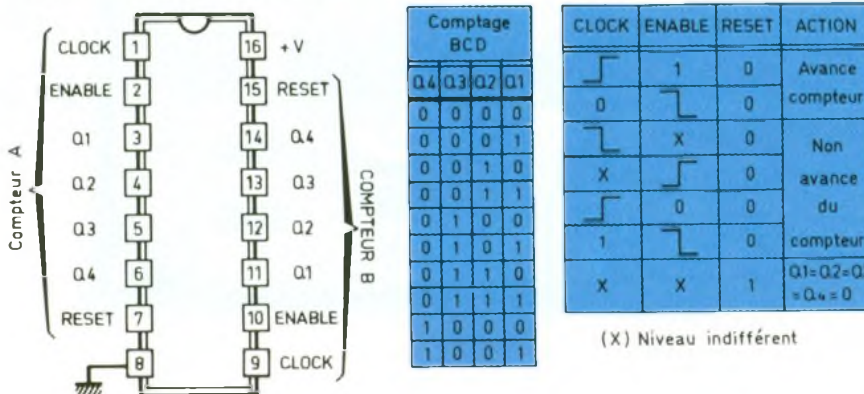 Compteur A
CLOCK 1 16 +V
ENABLE 2 15 RESET
Q1 3 14 Q4
Q2 4 13 Q3
Q3 5 12 Q2
Q4 6 11 Q1
RESET 7 10 ENABLE
8 9 CLOCK
COMPTEUR B
Comptage
BCD
Q4 Q3 Q2 Q1
0 0 0 0
0 0 0 1
0 0 1 0
0 0 1 1
0 1 0 0
0 1 0 1
0 1 1 0
0 1 1 1
1 0 0 0
1 0 0 1
CLOCK ENABLE RESET ACTION
1 0 Avance
0 0 compteur
X 0 Non
X 0 avance
0 0 du
1 0 compteur
X X 1 Q1=Q2=Q
=Q4=0
(X) Niveau indifférent